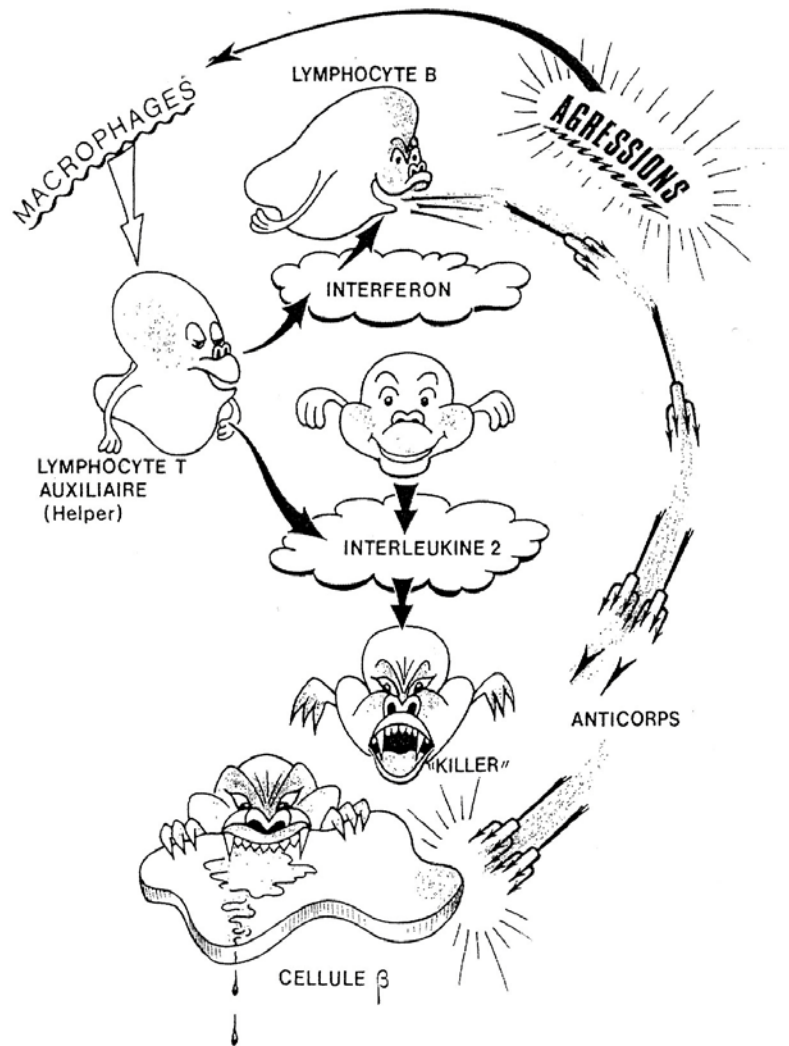 LYMPHOCYTE B
AGRESSIONS
MACROPHAGES
INTERFERON
LYMPHOCYTE T
AUXILIAIRE
(Helper)
INTERLEUKINE 2
ANTICORPS
"KILLER"
CELLULE β